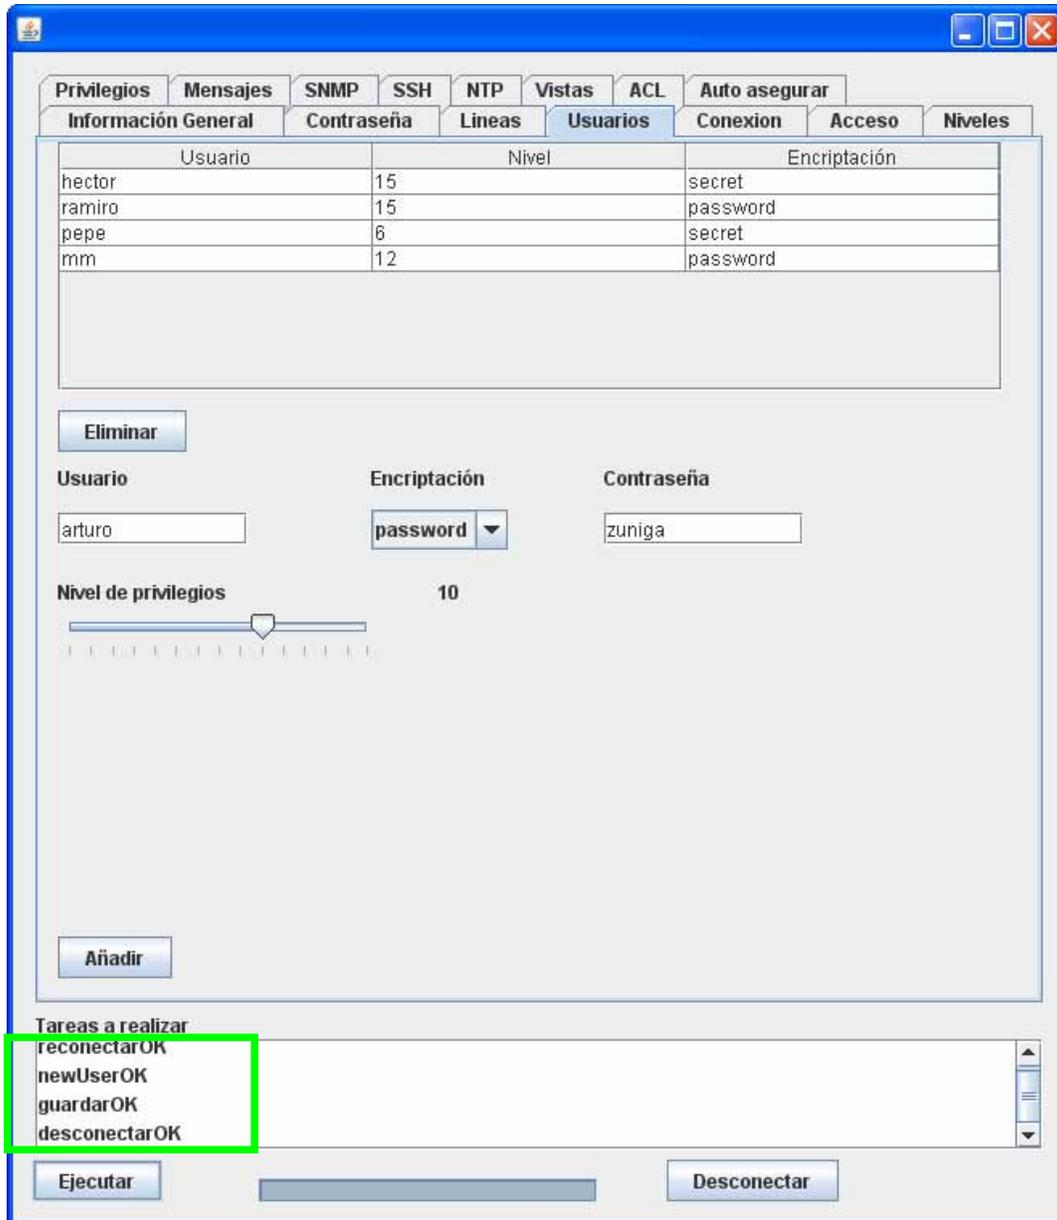 Privilegios Mensajes SNMP SSH NTP Vistas ACL Auto asegurar
Información General Contraseña Lineas Usuarios Conexion Acceso Niveles
Usuario Nivel Encriptación
hector 15 secret
ramiro 15 password
pepe 6 secret
mm 12 password
Eliminar
Usuario Encriptación Contraseña
arturo password zuniga
Nivel de privilegios 10
Añadir
Tareas a realizar
reconectarOK
newUserOK
guardarOK
desconectarOK
Ejecutar Desconectar